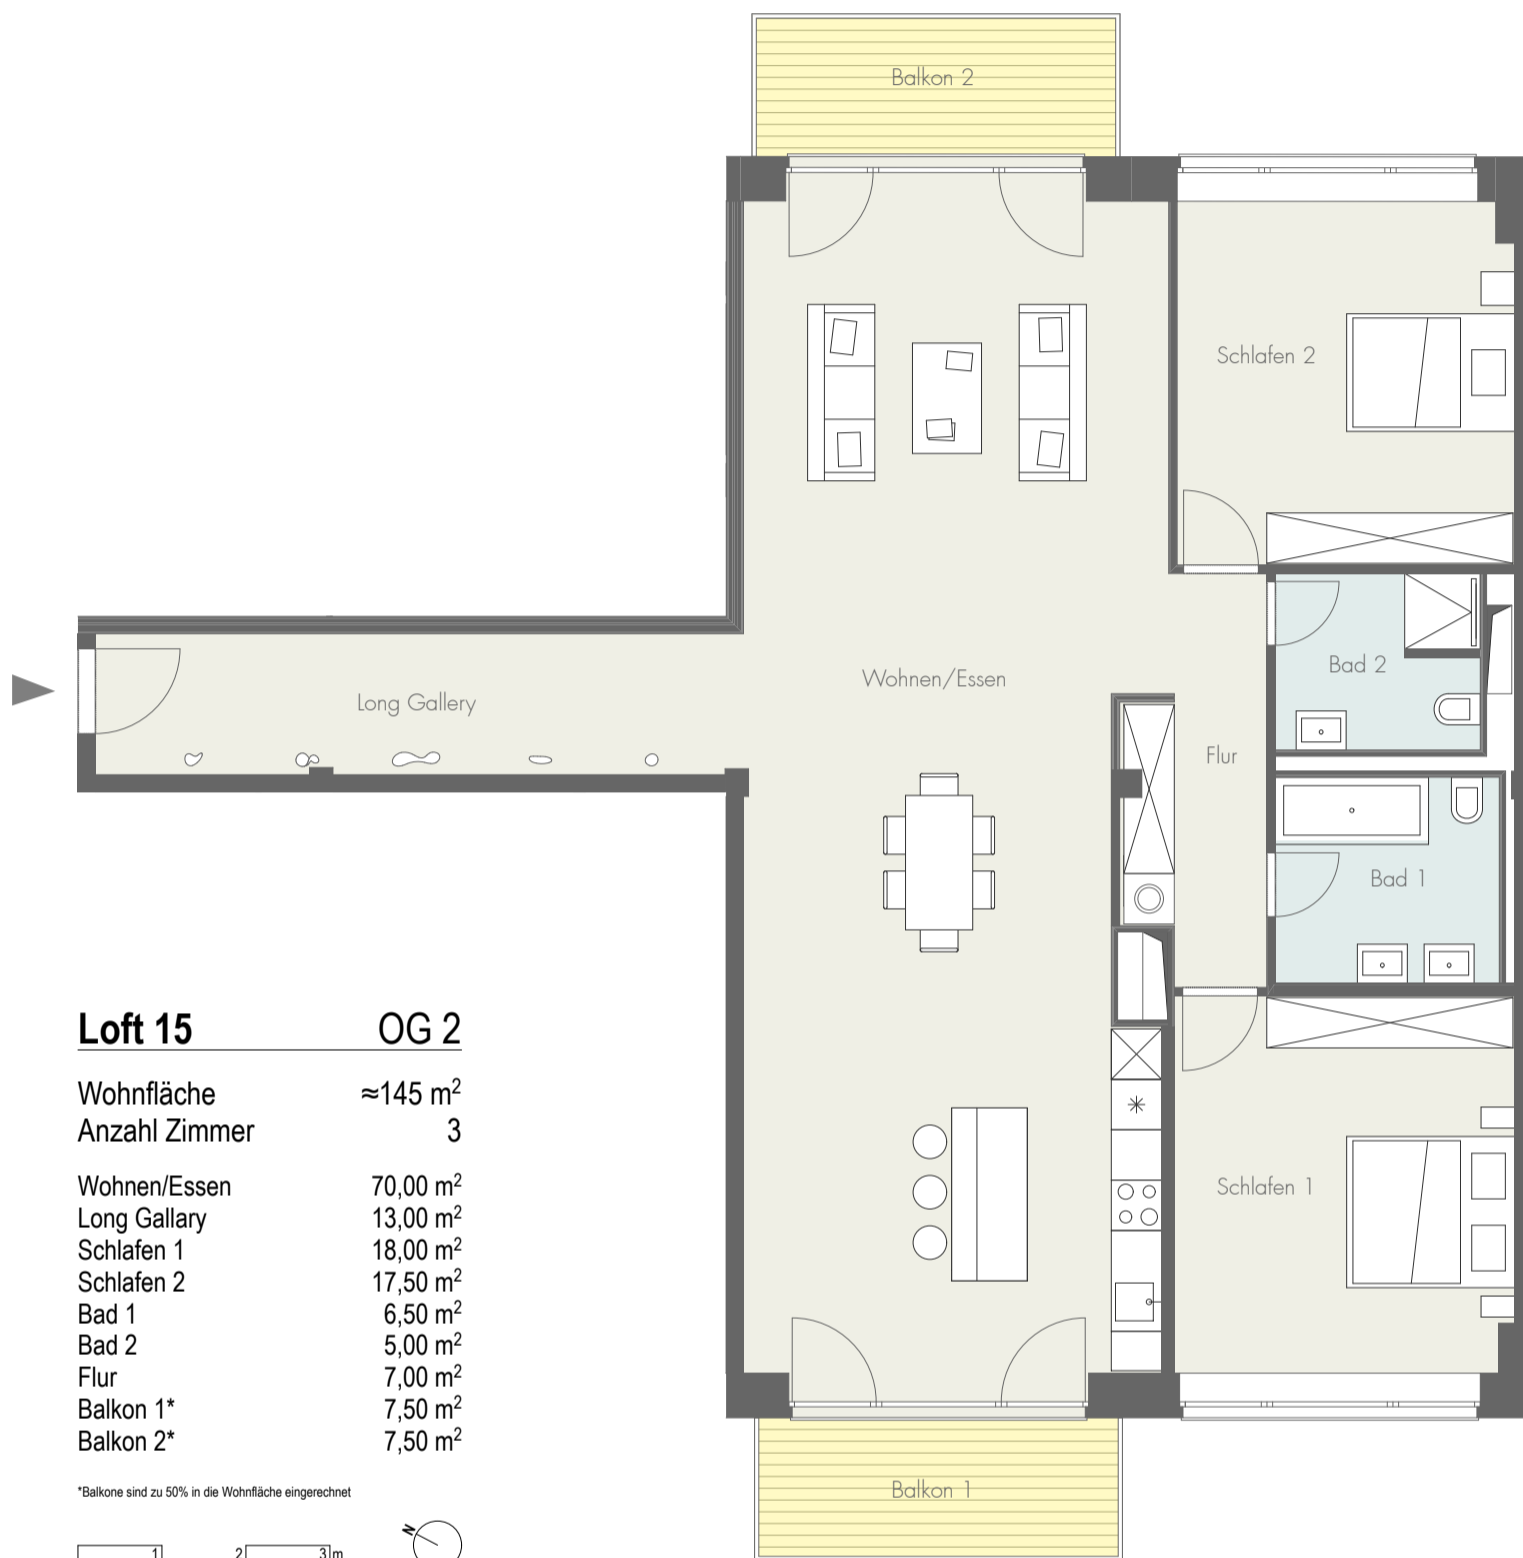 Balkon 2
Schlafen 2
Bad 2
Wohnen/Essen
Long Gallery
Flur
Bad 1
Schlafen 1
Balkon 1
Loft 15 OG 2
Wohnfläche ≈145 m²
Anzahl Zimmer 3
Wohnen/Essen 70,00 m²
Long Gallary 13,00 m²
Schlafen 1 18,00 m²
Schlafen 2 17,50 m²
Bad 1 6,50 m²
Bad 2 5,00 m²
Flur 7,00 m²
Balkon 1* 7,50 m²
Balkon 2* 7,50 m²
*Balkone sind zu 50% in die Wohnfläche eingerechnet
N
1 2 3 m